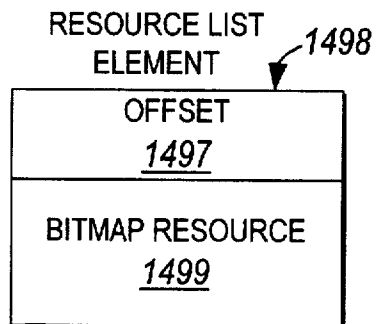 RESOURCE LIST
ELEMENT
1498
OFFSET
1497
BITMAP RESOURCE
1499